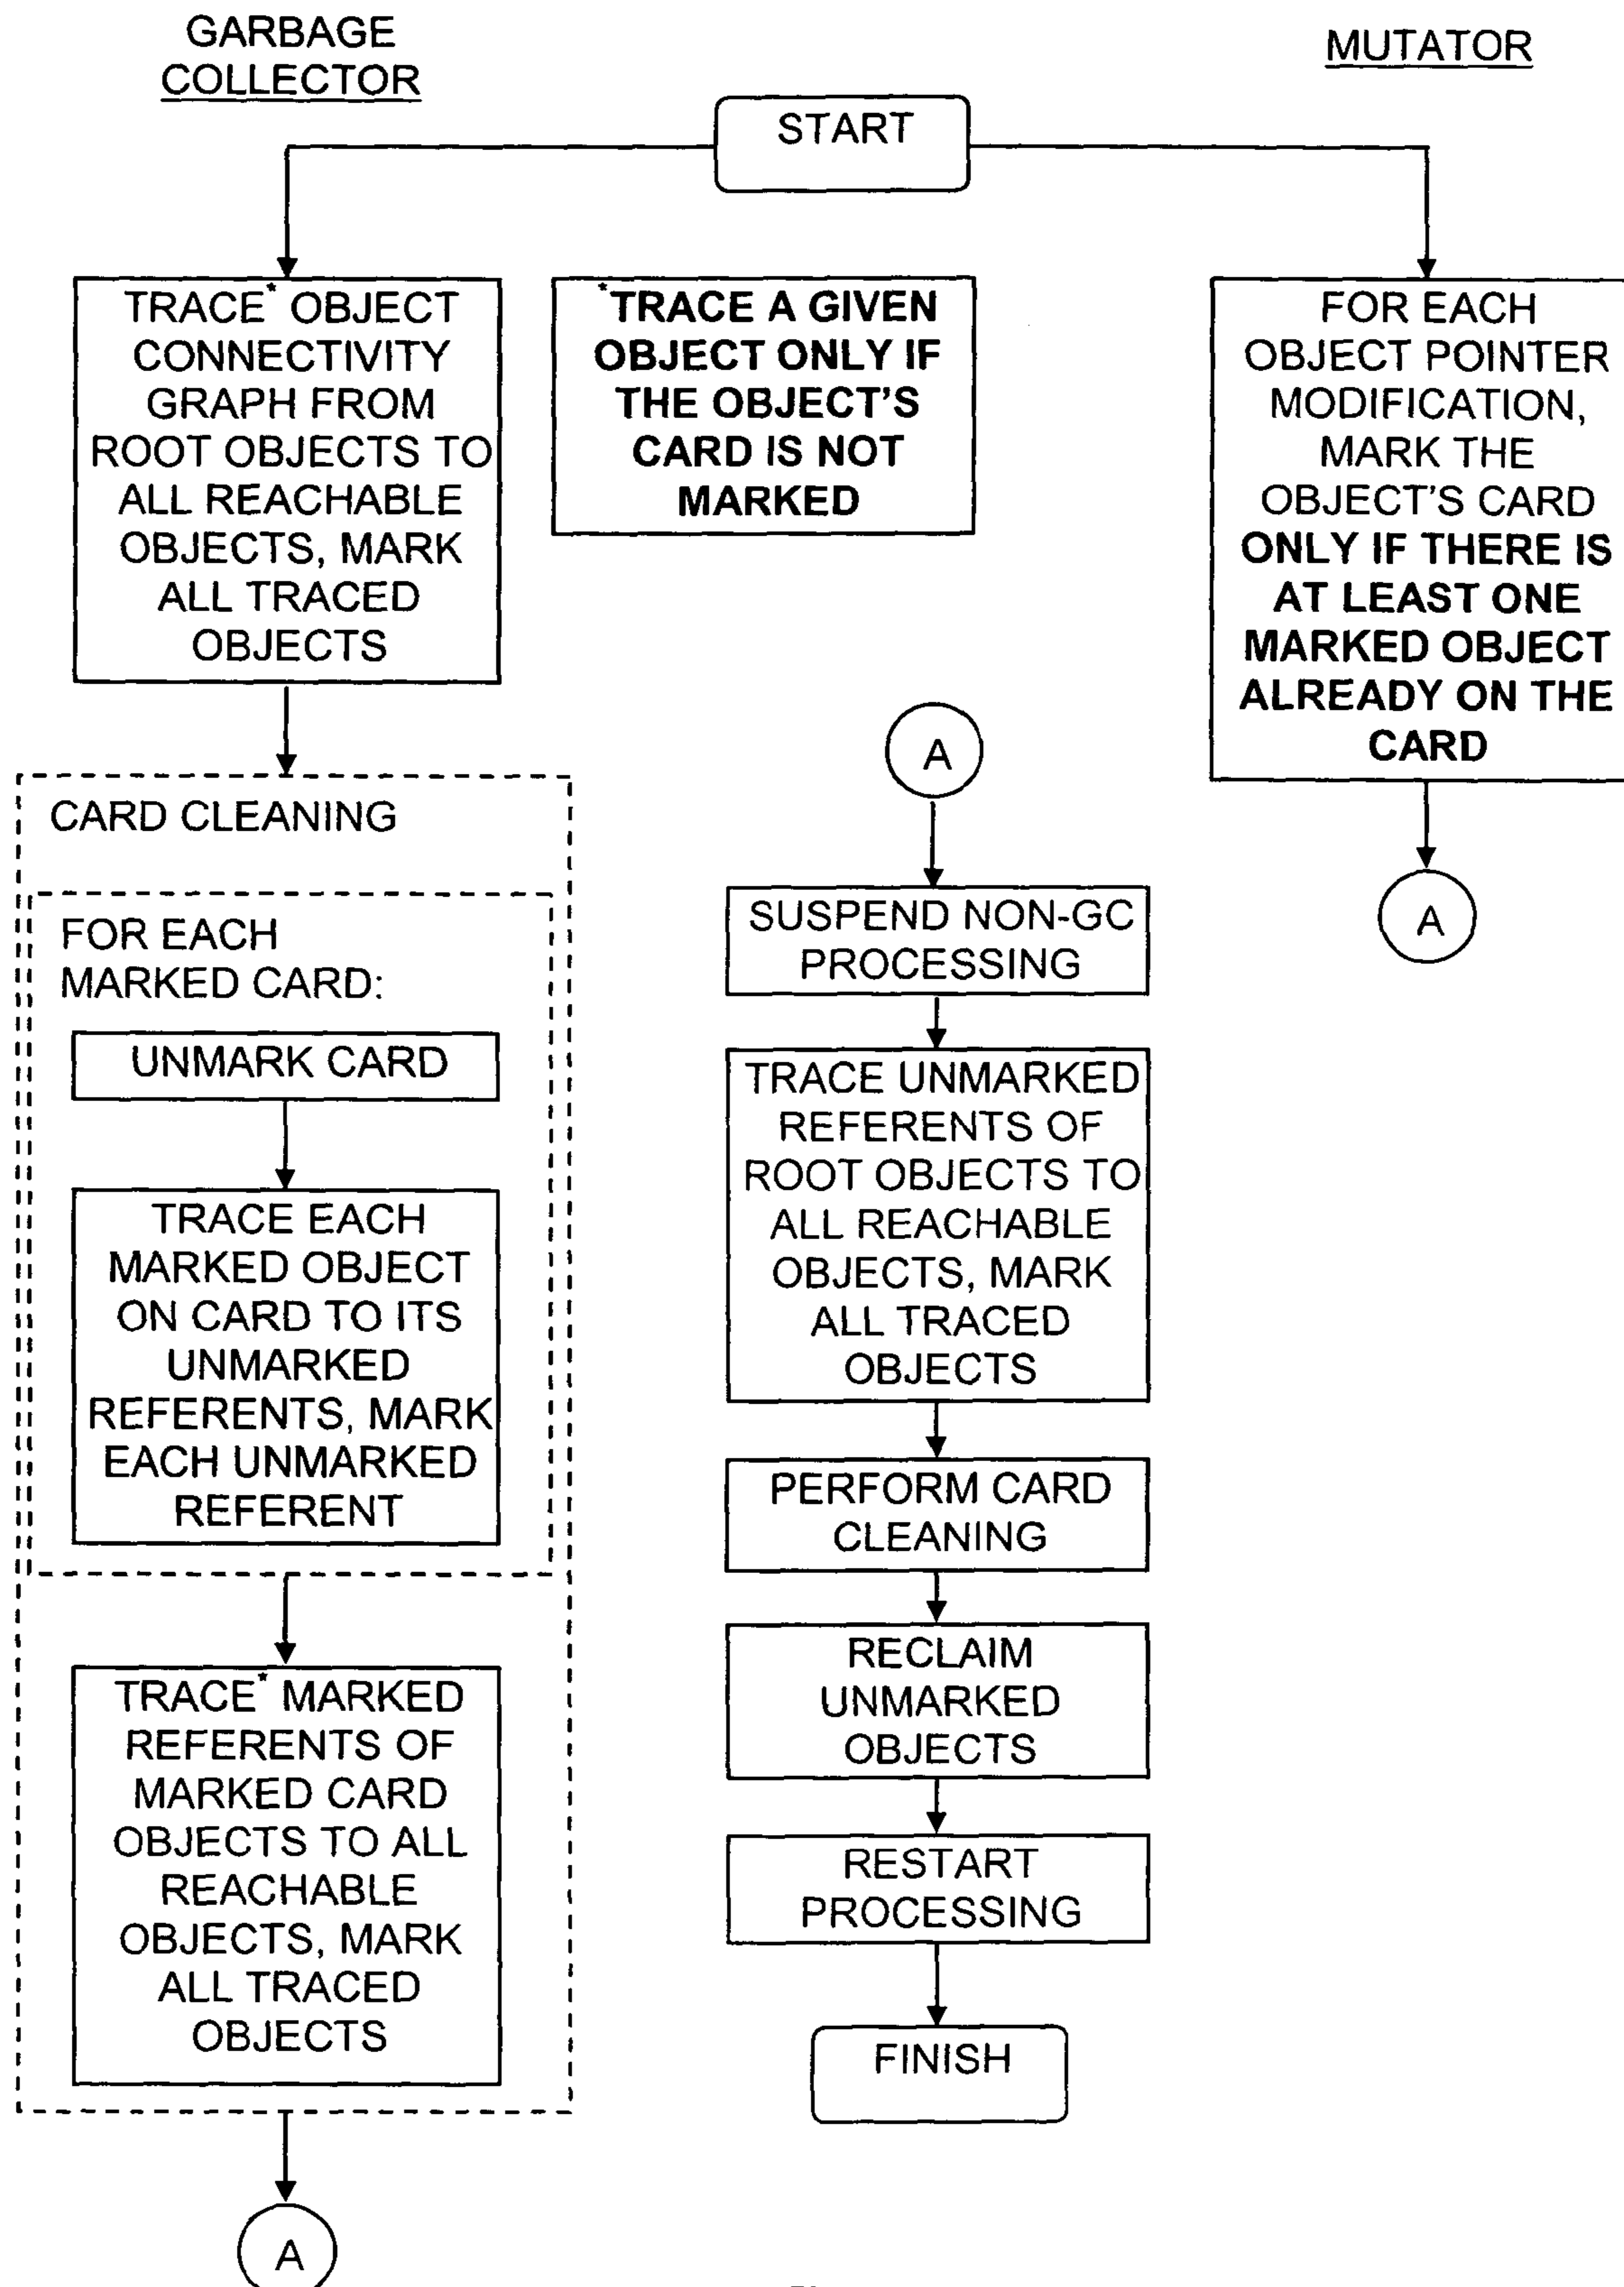 GARBAGE
COLLECTOR
MUTATOR
START
TRACE* OBJECT
CONNECTIVITY
GRAPH FROM
ROOT OBJECTS TO
ALL REACHABLE
OBJECTS, MARK
ALL TRACED
OBJECTS
*TRACE A GIVEN
OBJECT ONLY IF
THE OBJECT'S
CARD IS NOT
MARKED
FOR EACH
OBJECT POINTER
MODIFICATION,
MARK THE
OBJECT'S CARD
ONLY IF THERE IS
AT LEAST ONE
MARKED OBJECT
ALREADY ON THE
CARD
A
CARD CLEANING
FOR EACH
MARKED CARD:
UNMARK CARD
TRACE EACH
MARKED OBJECT
ON CARD TO ITS
UNMARKED
REFERENTS, MARK
EACH UNMARKED
REFERENT
TRACE* MARKED
REFERENTS OF
MARKED CARD
OBJECTS TO ALL
REACHABLE
OBJECTS, MARK
ALL TRACED
OBJECTS
A
A
SUSPEND NON-GC
PROCESSING
TRACE UNMARKED
REFERENTS OF
ROOT OBJECTS TO
ALL REACHABLE
OBJECTS, MARK
ALL TRACED
OBJECTS
PERFORM CARD
CLEANING
RECLAIM
UNMARKED
OBJECTS
RESTART
PROCESSING
FINISH